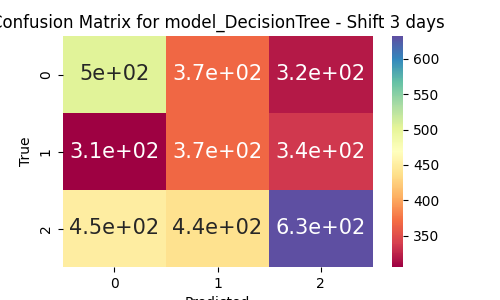 Confusion Matrix for model_DecisionTree - Shift 3 days
0 5e+02 3.7e+02 3.2e+02
1 3.1e+02 3.7e+02 3.4e+02
2 4.5e+02 4.4e+02 6.3e+02
0 1 2
True
Predicted
600
550
500
450
400
350